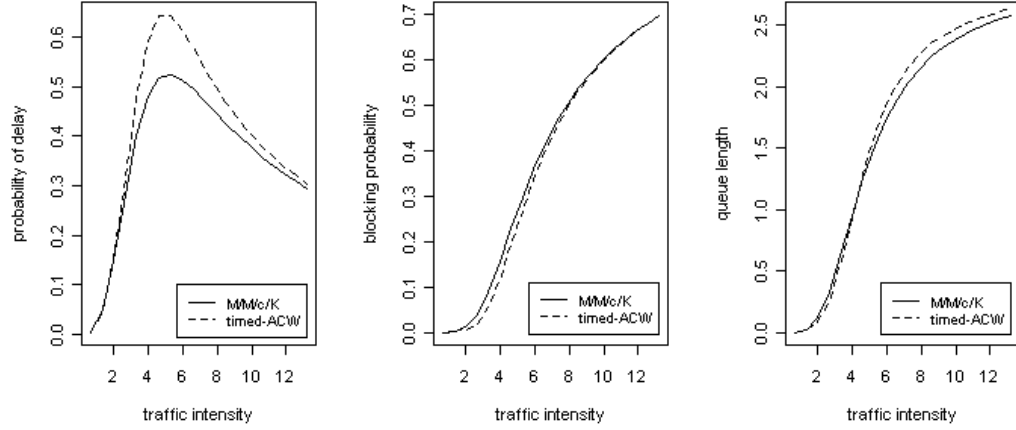 probability of delay
0.0 0.1 0.2 0.3 0.4 0.5 0.6
M/M/c/K
timed-ACW
2 4 6 8 10 12
traffic intensity
blocking probability
0.0 0.1 0.2 0.3 0.4 0.5 0.6 0.7
M/M/c/K
timed-ACW
2 4 6 8 10 12
traffic intensity
queue length
0.0 0.5 1.0 1.5 2.0 2.5
M/M/c/K
timed-ACW
2 4 6 8 10 12
traffic intensity